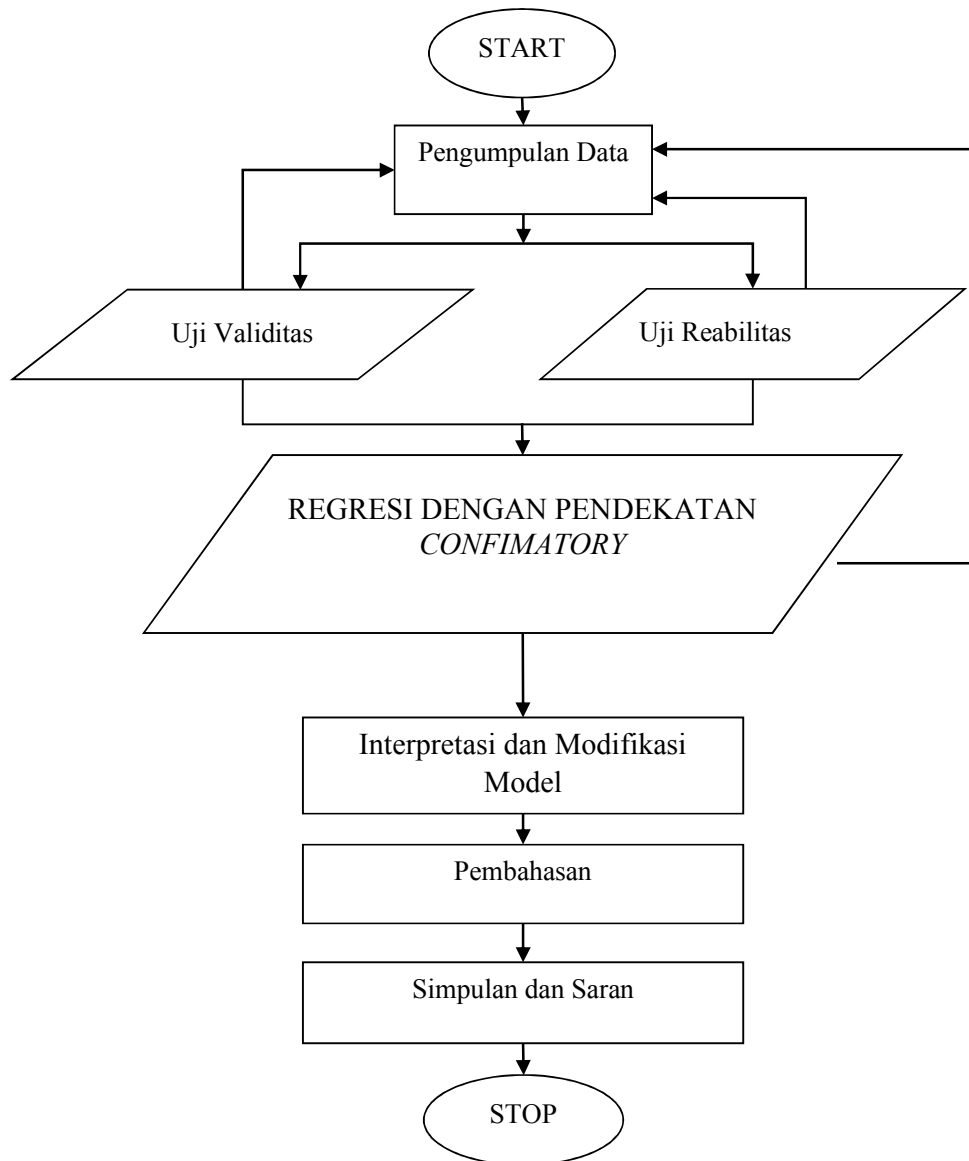 START
Pengumpulan Data
Uji Validitas
Uji Reabilitas
REGRESI DENGAN PENDEKATAN
CONFIMATORY
Interpretasi dan Modifikasi
Model
Pembahasan
Simpulan dan Saran
STOP